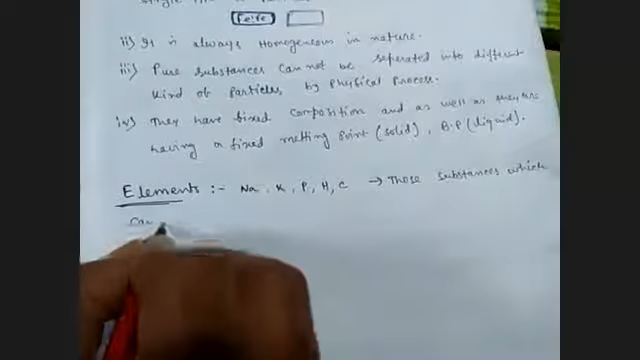 Fe:Fe
ii) It is always Homogeneous in nature.
iii) Pure substances cannot be seperated into different
kind of particles by Physical Process.
iv) They have fixed composition and as well as they are
having a fixed melting point (solid), B.P (liquid).
Elements :- Na, K, P, H, C → Those substances which
can